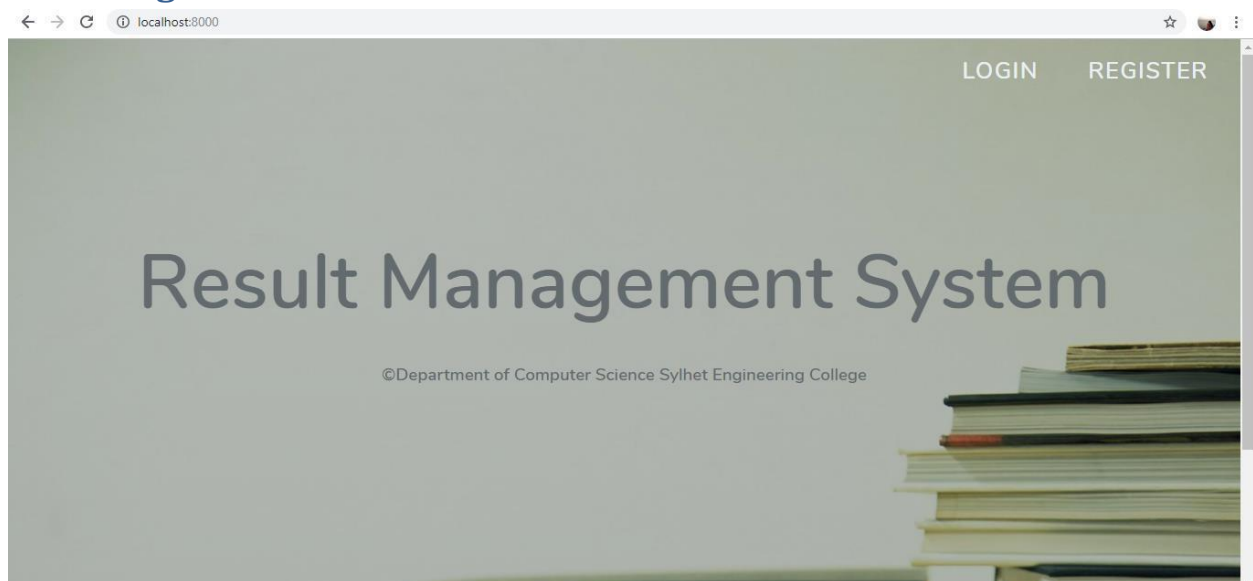 localhost:8000
LOGIN REGISTER
Result Management System
©Department of Computer Science Sylhet Engineering College